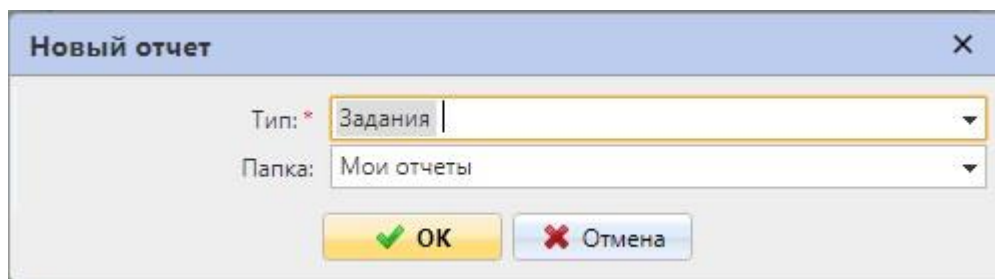 Новый отчет
Тип: * Задания
Папка: Мои отчеты
OK Отмена